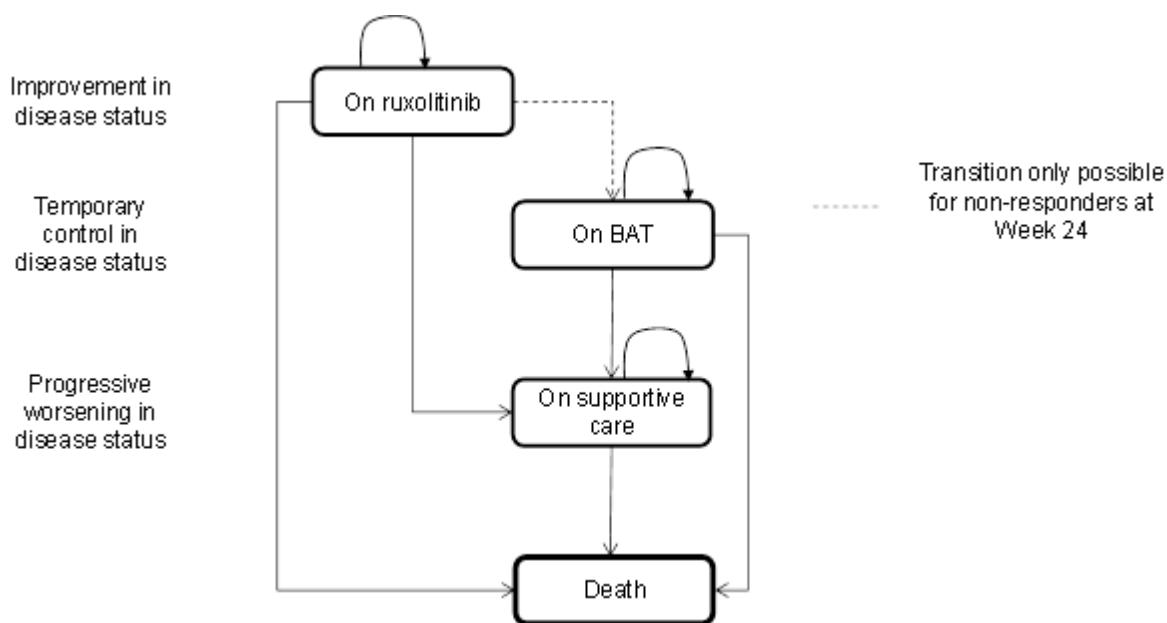 Improvement in
disease status
On ruxolitinib
Temporary
control in
disease status
On BAT
Transition only possible
for non-responders at
Week 24
Progressive
worsening in
disease status
On supportive
care
Death